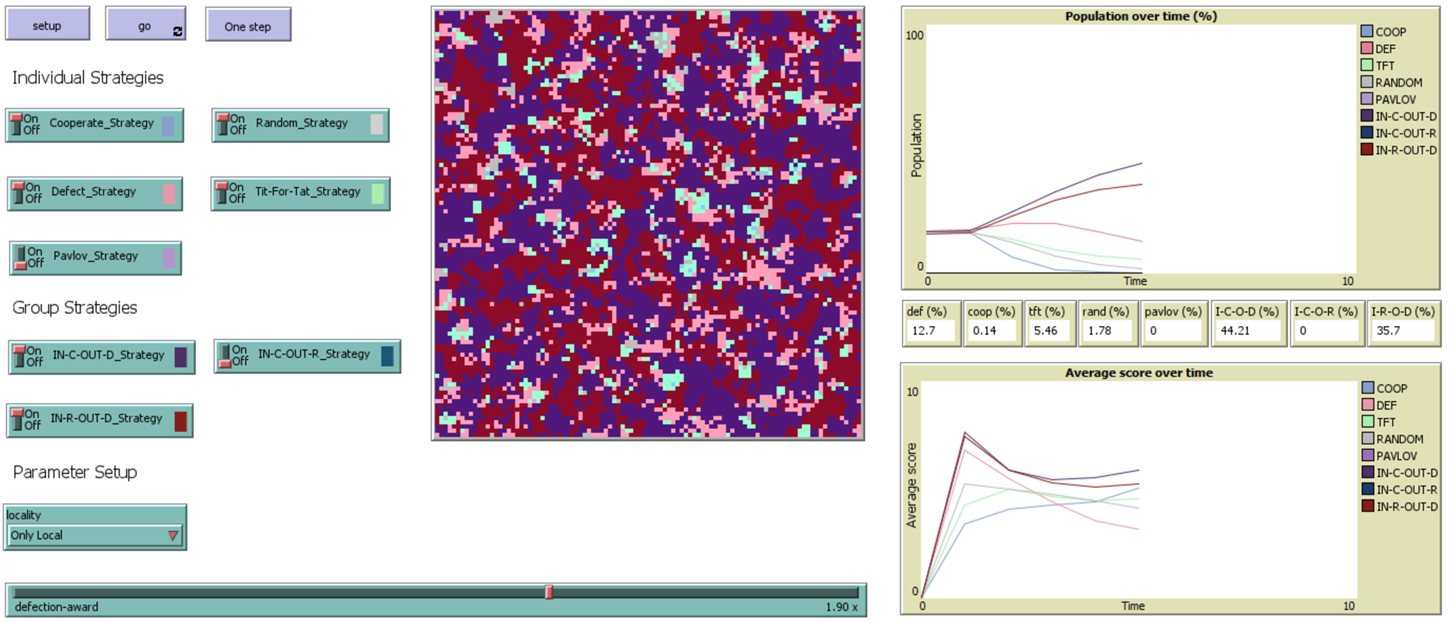 setup
go
One step
Individual Strategies
On
Off
Cooperate_Strategy
On
Off
Random_Strategy
On
Off
Defect_Strategy
On
Off
Tit-For-Tat_Strategy
On
Off
Pavlov_Strategy
Group Strategies
On
Off
IN-C-OUT-D_Strategy
On
Off
IN-C-OUT-R_Strategy
On
Off
IN-R-OUT-D_Strategy
Parameter Setup
locality
Only Local
defection-award
1.90 x
Population over time (%)
100
Population
0
0
Time
10
COOP
DEF
TFT
RANDOM
PAVLOV
IN-C-OUT-D
IN-C-OUT-R
IN-R-OUT-D
def (%)
12.7
coop (%)
0.14
tft (%)
5.46
rand (%)
1.78
pavlov (%)
0
I-C-O-D (%)
44.21
I-C-O-R (%)
0
I-R-O-D (%)
35.7
Average score over time
10
Average score
0
0
Time
10
COOP
DEF
TFT
RANDOM
PAVLOV
IN-C-OUT-D
IN-C-OUT-R
IN-R-OUT-D